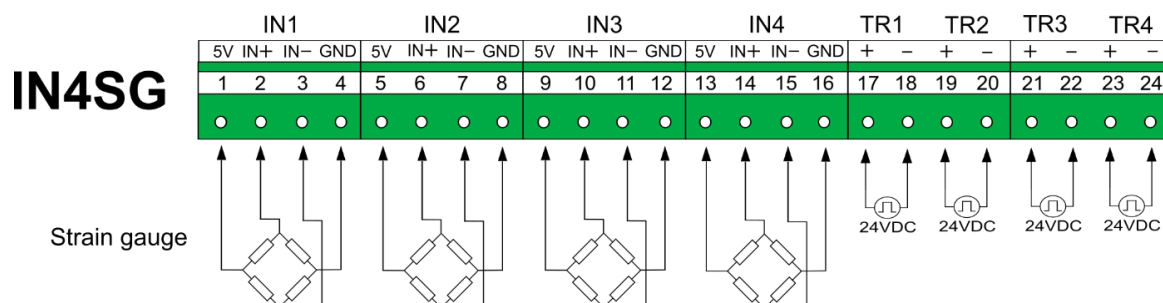 IN1 IN2 IN3 IN4 TR1 TR2 TR3 TR4
5V IN+ IN− GND 5V IN+ IN− GND 5V IN+ IN− GND 5V IN+ IN− GND + − + − + − + −
IN4SG
1 2 3 4 5 6 7 8 9 10 11 12 13 14 15 16 17 18 19 20 21 22 23 24
24VDC 24VDC 24VDC 24VDC
Strain gauge